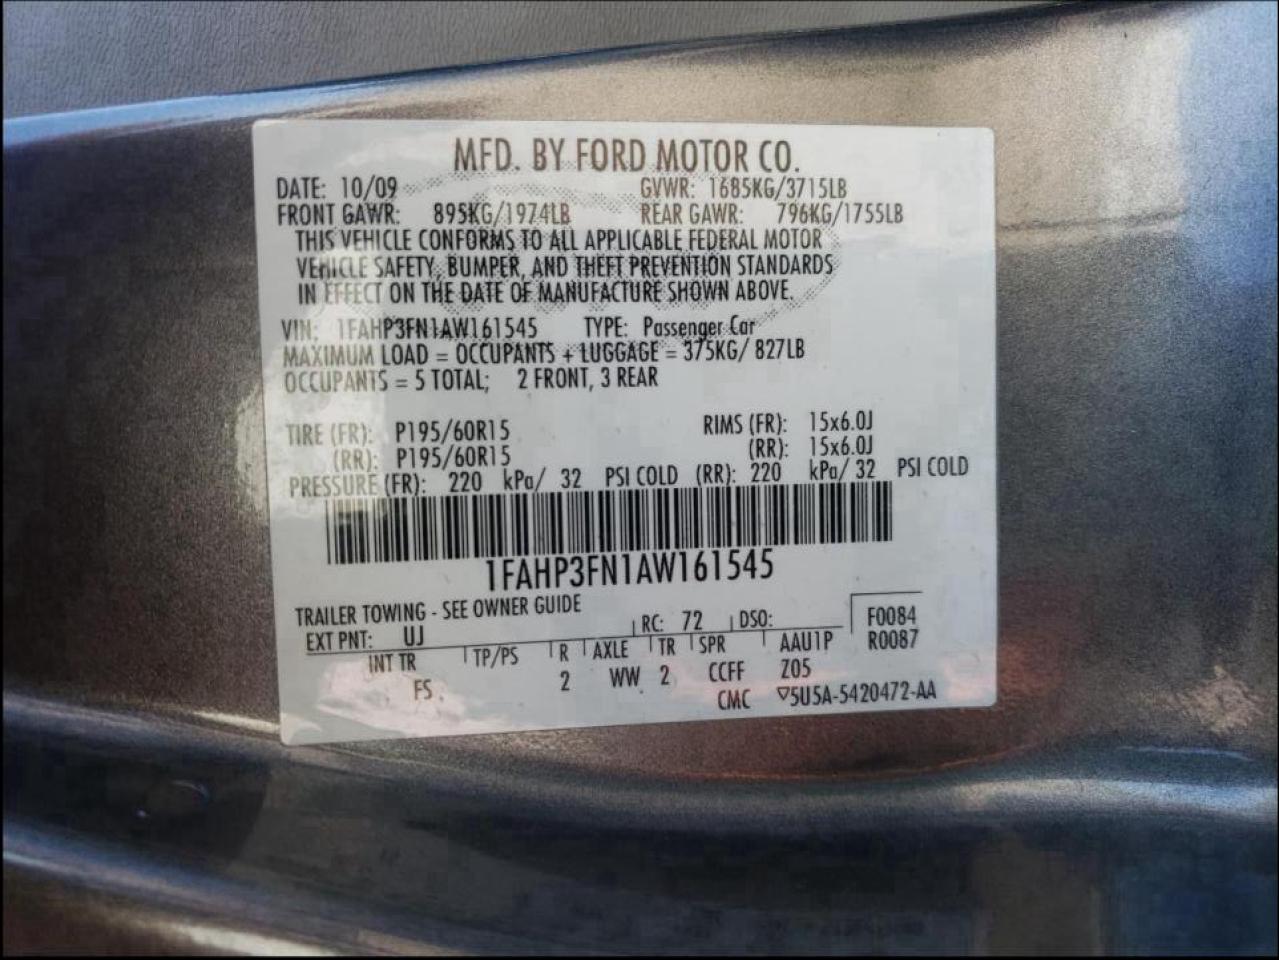 MFD. BY FORD MOTOR CO.
DATE: 10/09 GVWR: 1685KG/3715LB
FRONT GAWR: 895KG/1974LB REAR GAWR: 796KG/1755LB
THIS VEHICLE CONFORMS TO ALL APPLICABLE FEDERAL MOTOR
VEHICLE SAFETY, BUMPER, AND THEFT PREVENTION STANDARDS
IN EFFECT ON THE DATE OF MANUFACTURE SHOWN ABOVE.
VIN: 1FAHP3FN1AW161545 TYPE: Passenger Car
MAXIMUM LOAD = OCCUPANTS + LUGGAGE = 375KG/ 827LB
OCCUPANTS = 5 TOTAL; 2 FRONT, 3 REAR
TIRE (FR): P195/60R15 RIMS (FR): 15x6.0J
(RR): P195/60R15 (RR): 15x6.0J
PRESSURE (FR): 220 kPa/ 32 PSI COLD (RR): 220 kPa/ 32 PSI COLD
1FAHP3FN1AW161545
TRAILER TOWING - SEE OWNER GUIDE
EXT PNT: UJ RC: 72 DSO: F0084
INT TR TP/PS R AXLE TR SPR AAU1P R0087
FS 2 WW 2 CCFF Z05
CMC ▽5U5A-5420472-AA